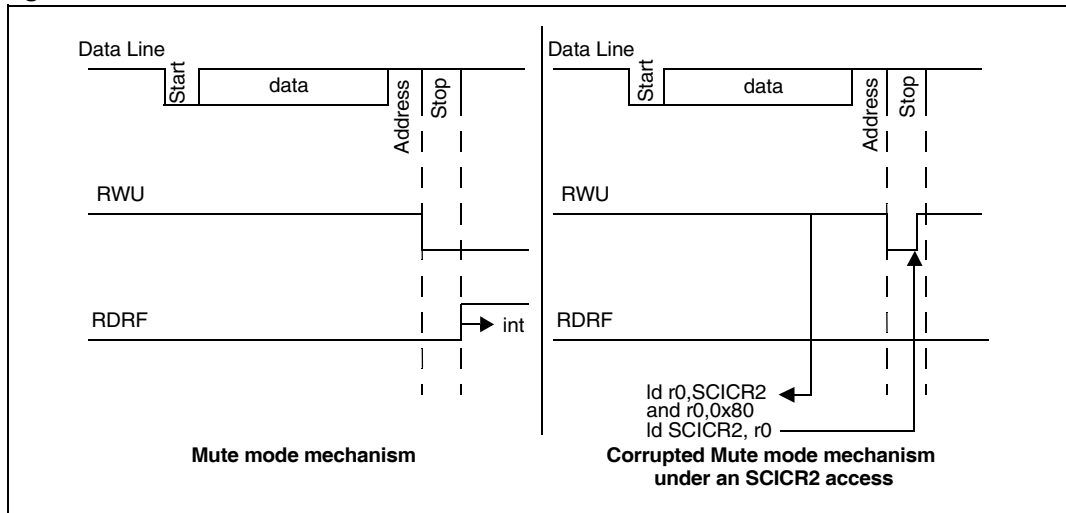 Data Line
Start
data
Address
Stop
RWU
RDRF
int
Mute mode mechanism
Data Line
Start
data
Address
Stop
RWU
RDRF
ld r0,SCICR2
and r0,0x80
ld SCICR2, r0
Corrupted Mute mode mechanism
under an SCICR2 access